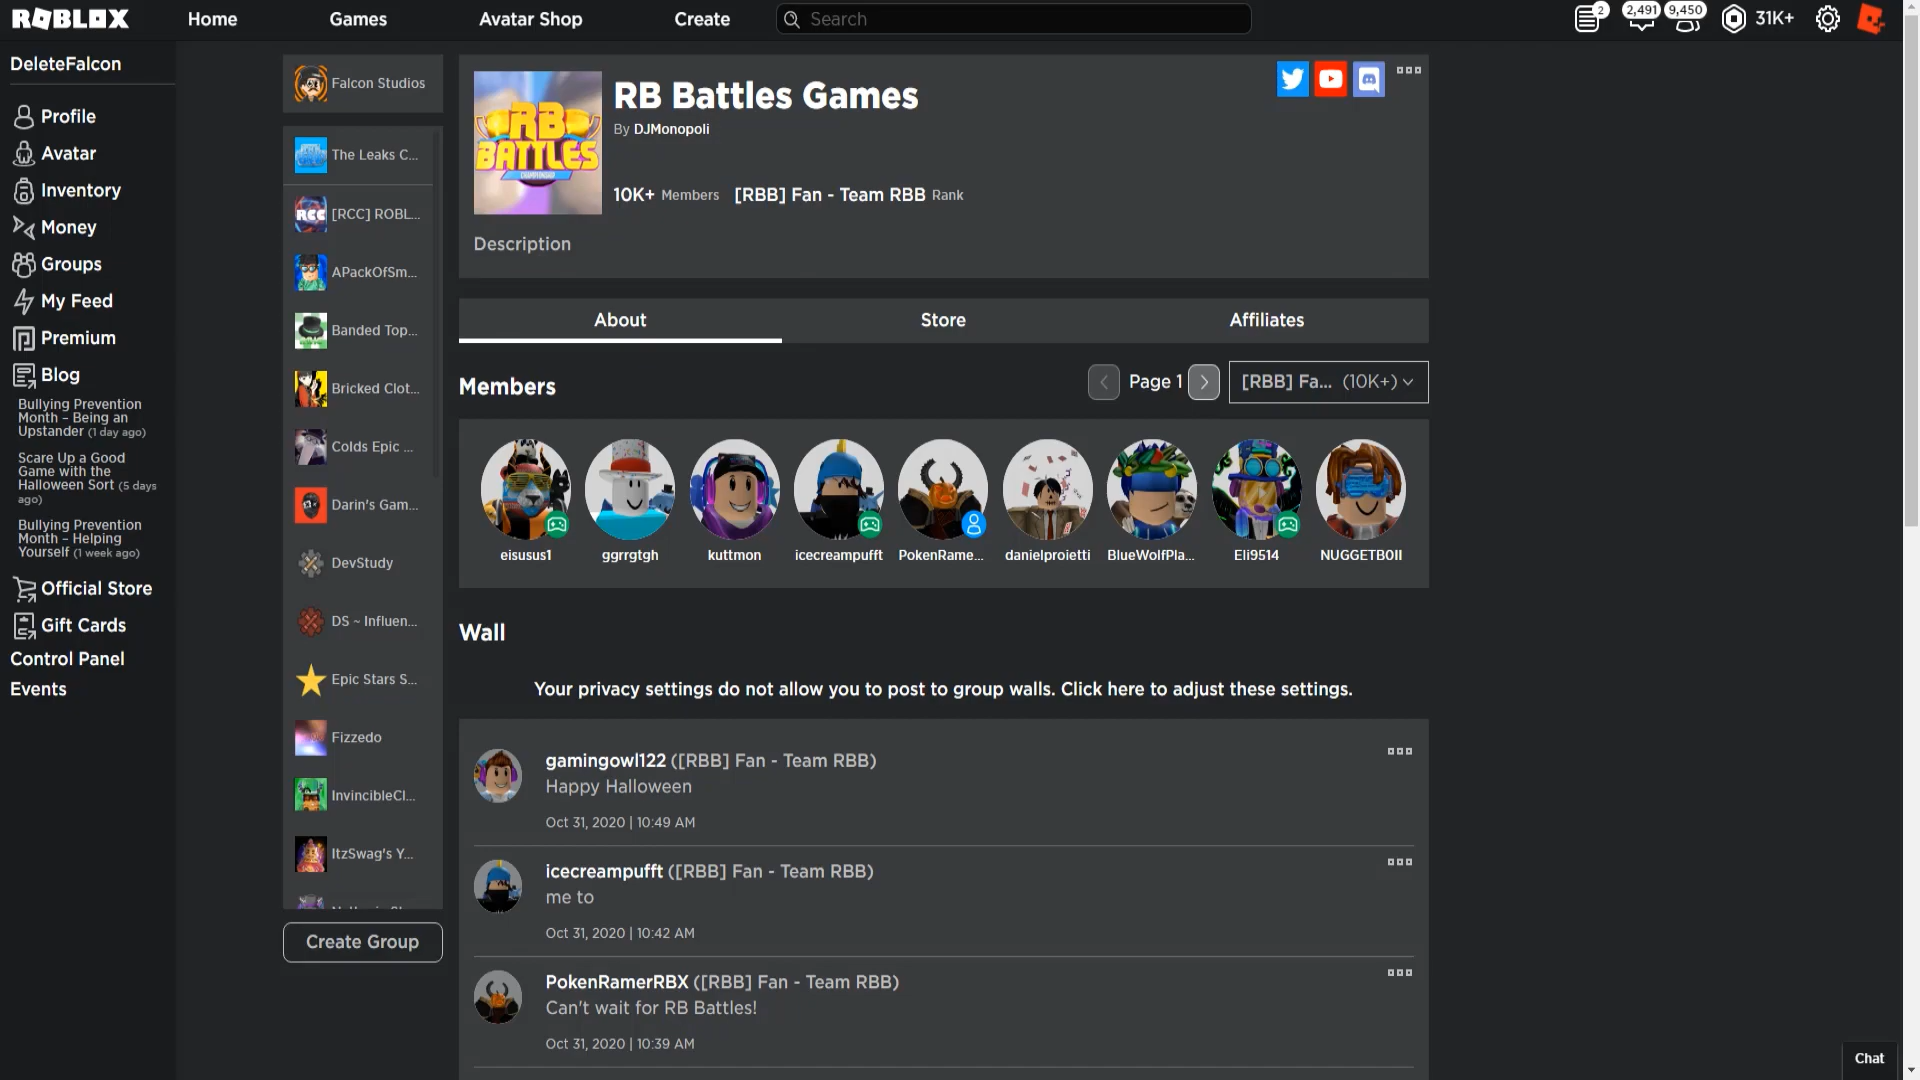 ROBLOX
Home
Games
Avatar Shop
Create
Search
2
2,491
9,450
31K+
DeleteFalcon
Profile
Avatar
Inventory
Money
Groups
My Feed
Premium
Blog
Bullying Prevention
Month – Being an
Upstander (1 day ago)
Scare Up a Good
Game with the
Halloween Sort (5 days
ago)
Bullying Prevention
Month – Helping
Yourself (1 week ago)
Official Store
Gift Cards
Control Panel
Events
Falcon Studios
The Leaks C...
RCC
[RCC] ROBL...
APackOfSm...
Banded Top...
Bricked Clot...
Colds Epic ...
Darin's Gam...
DevStudy
DS ~ Influen...
Epic Stars S...
Fizzedo
InvincibleCl...
ItzSwag's Y...
Create Group
RB
BATTLES
CHAMPIONSHIP
RB Battles Games
By DJMonopoli
10K+ Members [RBB] Fan - Team RBB Rank
Description
About
Store
Affiliates
Members
Page 1
[RBB] Fa... (10K+)
eisusus1
ggrrgtgh
kuttmon
icecreampufft
PokenRame...
danielproietti
BlueWolfPla...
Eli9514
NUGGETB0II
Wall
Your privacy settings do not allow you to post to group walls. Click here to adjust these settings.
gamingowl122 ([RBB] Fan - Team RBB)
Happy Halloween
Oct 31, 2020 | 10:49 AM
icecreampufft ([RBB] Fan - Team RBB)
me to
Oct 31, 2020 | 10:42 AM
PokenRamerRBX ([RBB] Fan - Team RBB)
Can't wait for RB Battles!
Oct 31, 2020 | 10:39 AM
Chat